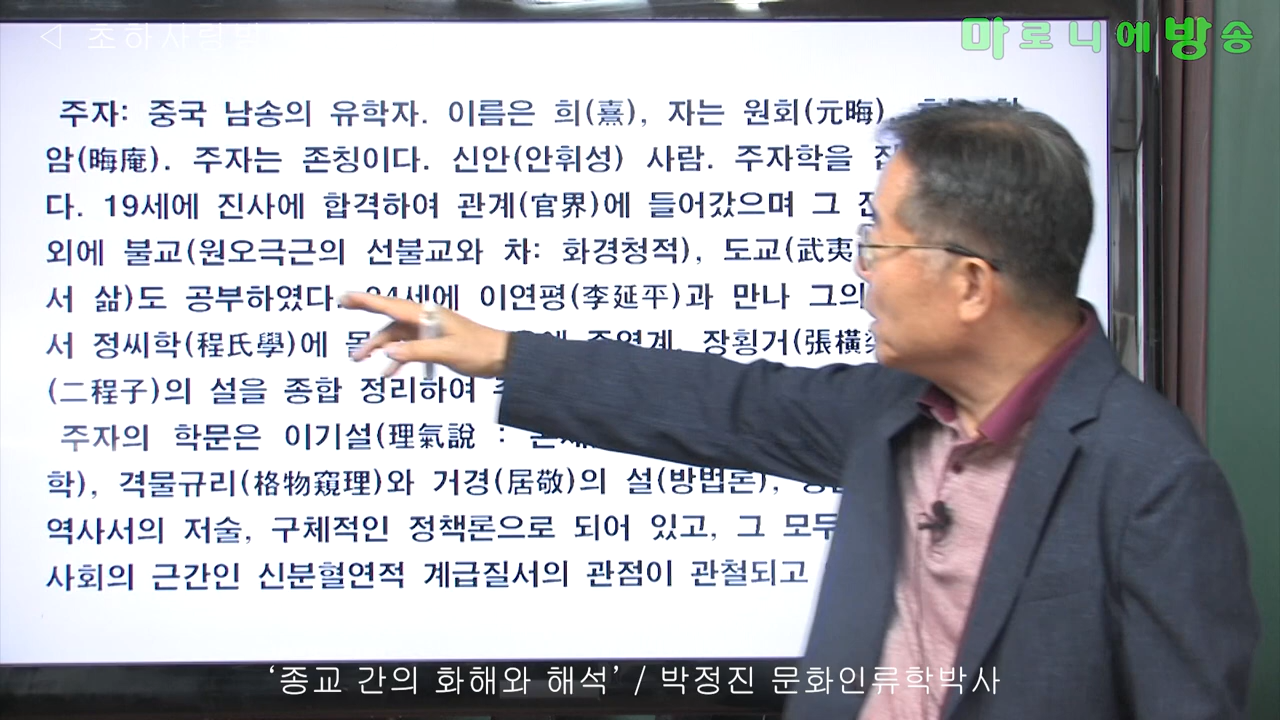 ◁ 초하사랑방
마로니에방송
주자: 중국 남송의 유학자. 이름은 희(熹), 자는 원회(元晦).
암(晦庵). 주자는 존칭이다. 신안(안휘성) 사람. 주자학을
다. 19세에 진사에 합격하여 관계(官界)에 들어갔으며 그
외에 불교(원오극근의 선불교와 차: 화경청적), 도교(武夷
서 삶)도 공부하였다. 24세에 이연평(李延平)과 만나 그의
서 정씨학(程氏學)에 장횡거(張橫
(二程子)의 설을 종합 정리하여
주자의 학문은 이기설(理氣說 :
학), 격물규리(格物窺理)와 거경(居敬)의 설(방법론),
역사서의 저술, 구체적인 정책론으로 되어 있고, 그 모두
사회의 근간인 신분혈연적 계급질서의 관점이 관철되고
‘종교 간의 화해와 해석’ / 박정진 문화인류학박사